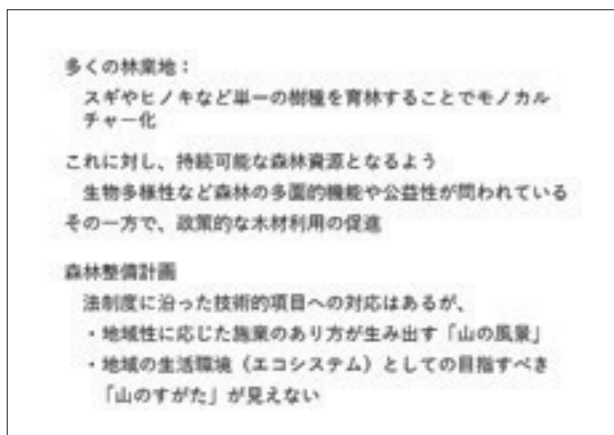 多くの林業地：
スギやヒノキなど単一の樹種を育林することでモノカル
チャー化
これに対し、持続可能な森林資源となるよう
生物多様性など森林の多面的機能や公益性が問われている
その一方で、政策的な木材利用の促進
森林整備計画
法制度に沿った技術的項目への対応はあるが、
・地域性に応じた施業のあり方が生み出す「山の風景」
・地域の生活環境（エコシステム）としての目指すべき
「山のすがた」が見えない